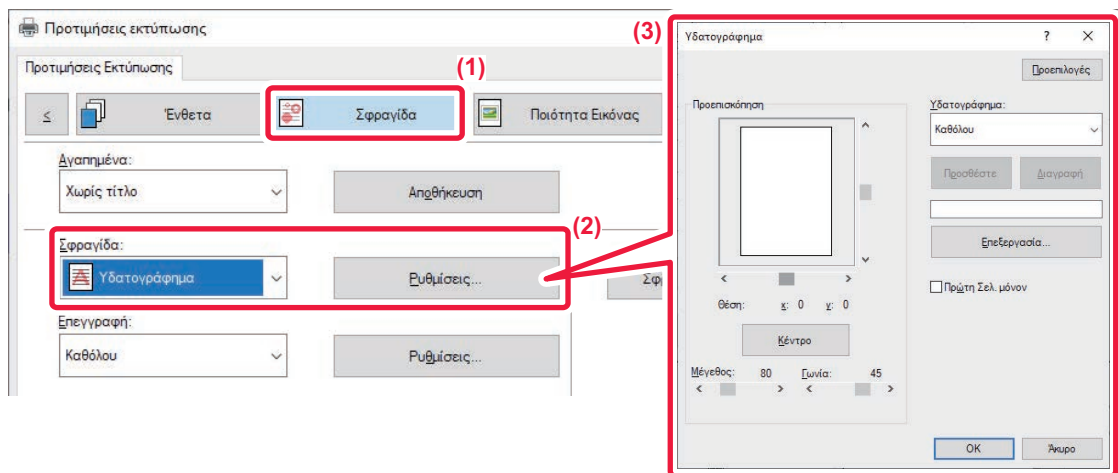 Προτιμήσεις εκτύπωσης
Προτιμήσεις Εκτύπωσης
(1)
≤ Ένθετα Σφραγίδα Ποιότητα Εικόνας
Αγαπημένα:
Χωρίς τίτλο Αποθήκευση
(2)
Σφραγίδα:
Υδατογράφημα Ρυθμίσεις...
Επεγγραφή:
Καθόλου Ρυθμίσεις...
(3)
Υδατογράφημα ? ×
Προεπιλογές
Προεπισκόπηση Υδατογράφημα:
Καθόλου
Προσθέστε Διαγραφή
Επεξεργασία...
Πρώτη Σελ. μόνον
Θέση: x: 0 y: 0
Κέντρο
Μέγεθος: 80 Γωνία: 45
< > < >
OK Άκυρο